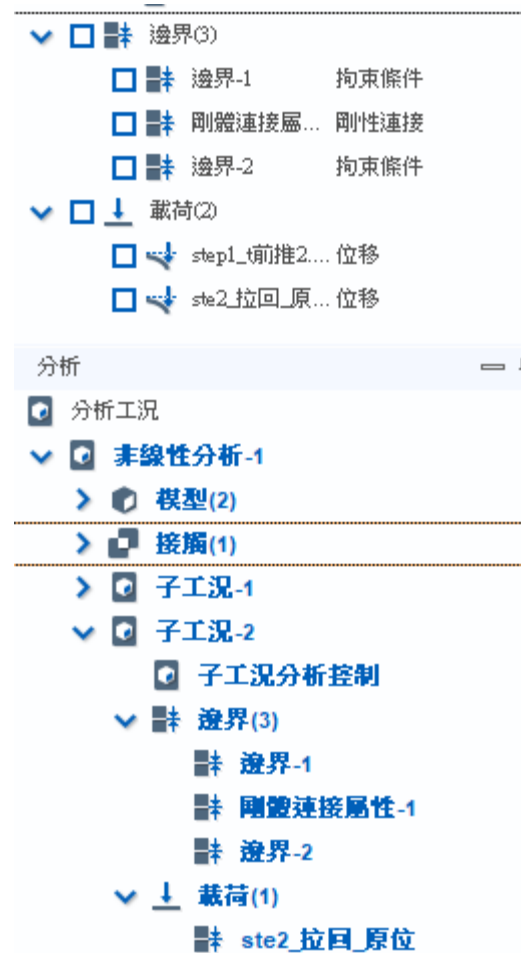 邊界(3)
邊界-1 拘束條件
剛體連接屬... 剛性連接
邊界-2 拘束條件
載荷(2)
step1_t前推2.... 位移
ste2_拉回_原... 位移
分析
分析工況
非線性分析-1
模型(2)
接觸(1)
子工況-1
子工況-2
子工況分析控制
邊界(3)
邊界-1
剛體連接屬性-1
邊界-2
載荷(1)
ste2_拉回_原位